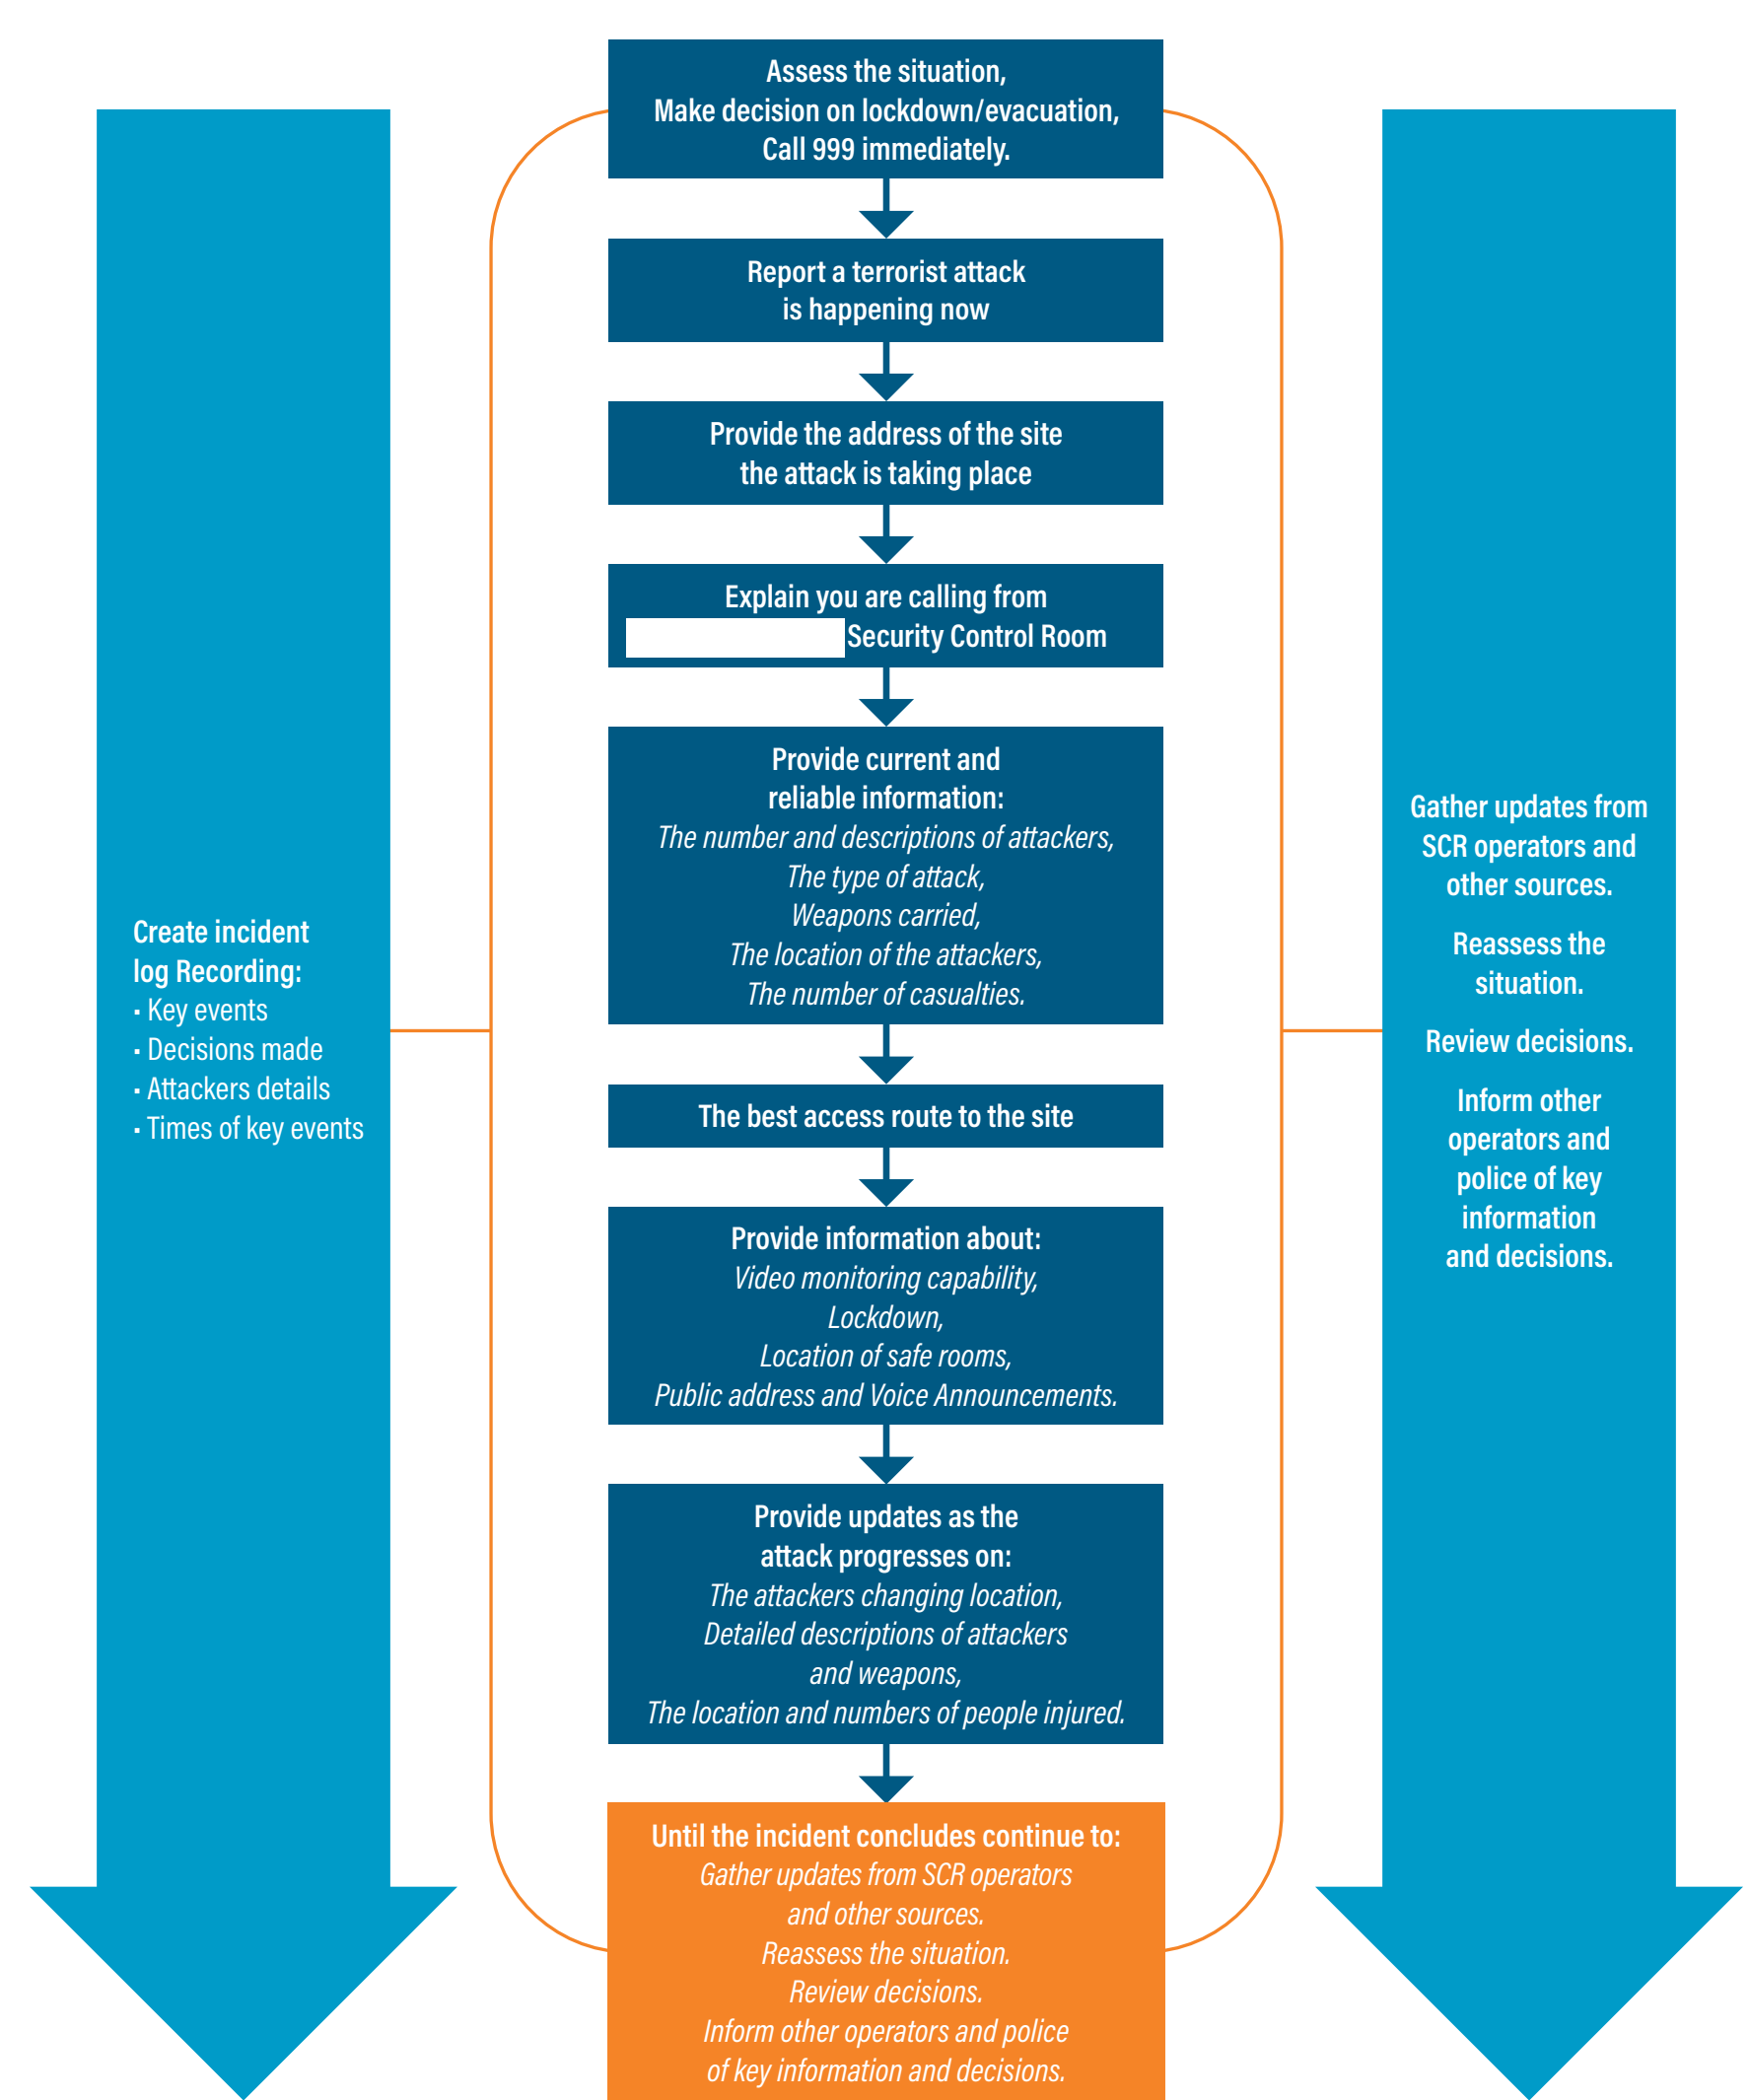 Assess the situation,
Make decision on lockdown/evacuation,
Call 999 immediately.
Report a terrorist attack
is happening now
Provide the address of the site
the attack is taking place
Explain you are calling from
Security Control Room
Provide current and
reliable information:
The number and descriptions of attackers,
The type of attack,
Weapons carried,
The location of the attackers,
The number of casualties.
The best access route to the site
Provide information about:
Video monitoring capability,
Lockdown,
Location of safe rooms,
Public address and Voice Announcements.
Provide updates as the
attack progresses on:
The attackers changing location,
Detailed descriptions of attackers
and weapons,
The location and numbers of people injured.
Until the incident concludes continue to:
Gather updates from SCR operators
and other sources.
Reassess the situation.
Review decisions.
Inform other operators and police
of key information and decisions.
Create incident
log Recording:
• Key events
• Decisions made
• Attackers details
• Times of key events
Gather updates from
SCR operators and
other sources.
Reassess the
situation.
Review decisions.
Inform other
operators and
police of key
information
and decisions.